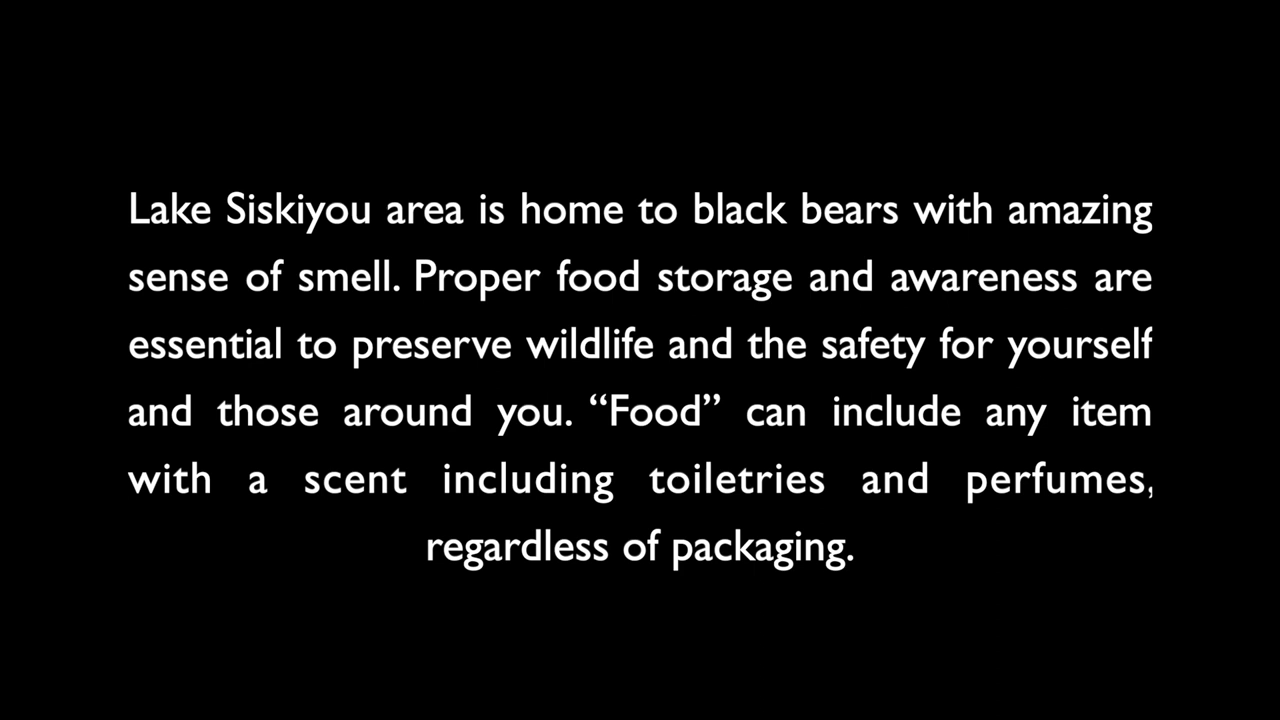 Lake Siskiyou area is home to black bears with amazing
sense of smell. Proper food storage and awareness are
essential to preserve wildlife and the safety for yourself
and those around you. “Food” can include any item
with a scent including toiletries and perfumes,
regardless of packaging.